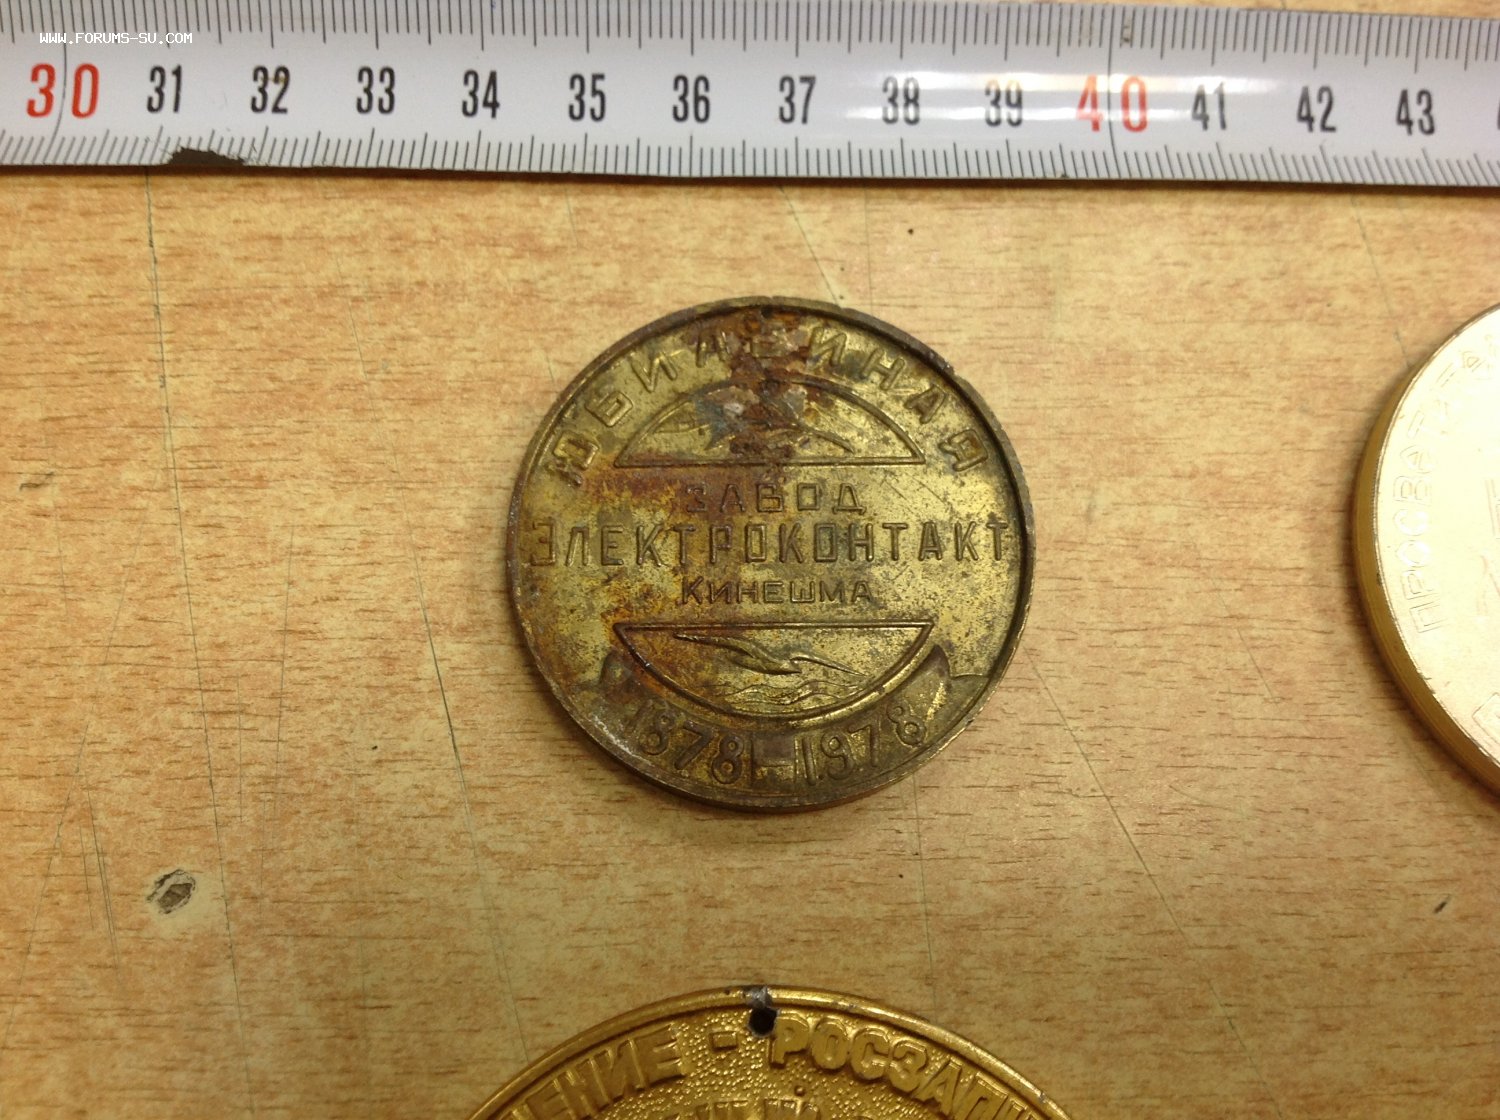 www.forums-su.com
30 31 32 33 34 35 36 37 38 39 40 41 42 43
ЮБИЛЕЙНАЯ
ЗАВОД
ЭЛЕКТРОКОНТАКТ
КИНЕШМА
1878-1978